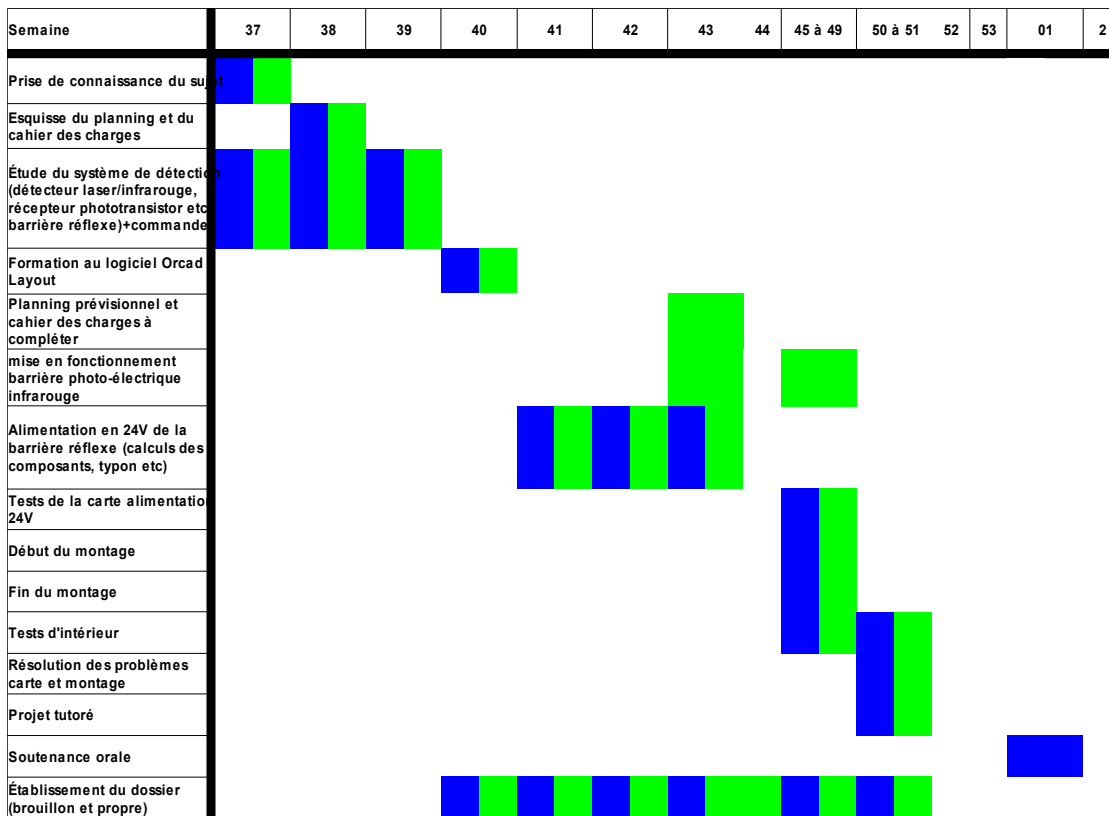 Semaine 37 38 39 40 41 42 43 44 45 à 49 50 à 51 52 53 01 2
Prise de connaissance du sujet
Esquisse du planning et du
cahier des charges
Étude du système de détection
(détecteur laser/infrarouge,
récepteur phototransistor etc
barrière réflexe)+commande
Formation au logiciel Orcad
Layout
Planning prévisionnel et
cahier des charges à
compléter
mise en fonctionnement
barrière photo-électrique
infrarouge
Alimentation en 24V de la
barrière réflexe (calculs des
composants, typon etc)
Tests de la carte alimentation
24V
Début du montage
Fin du montage
Tests d'intérieur
Résolution des problèmes
carte et montage
Projet tutoré
Soutenance orale
Établissement du dossier
(brouillon et propre)